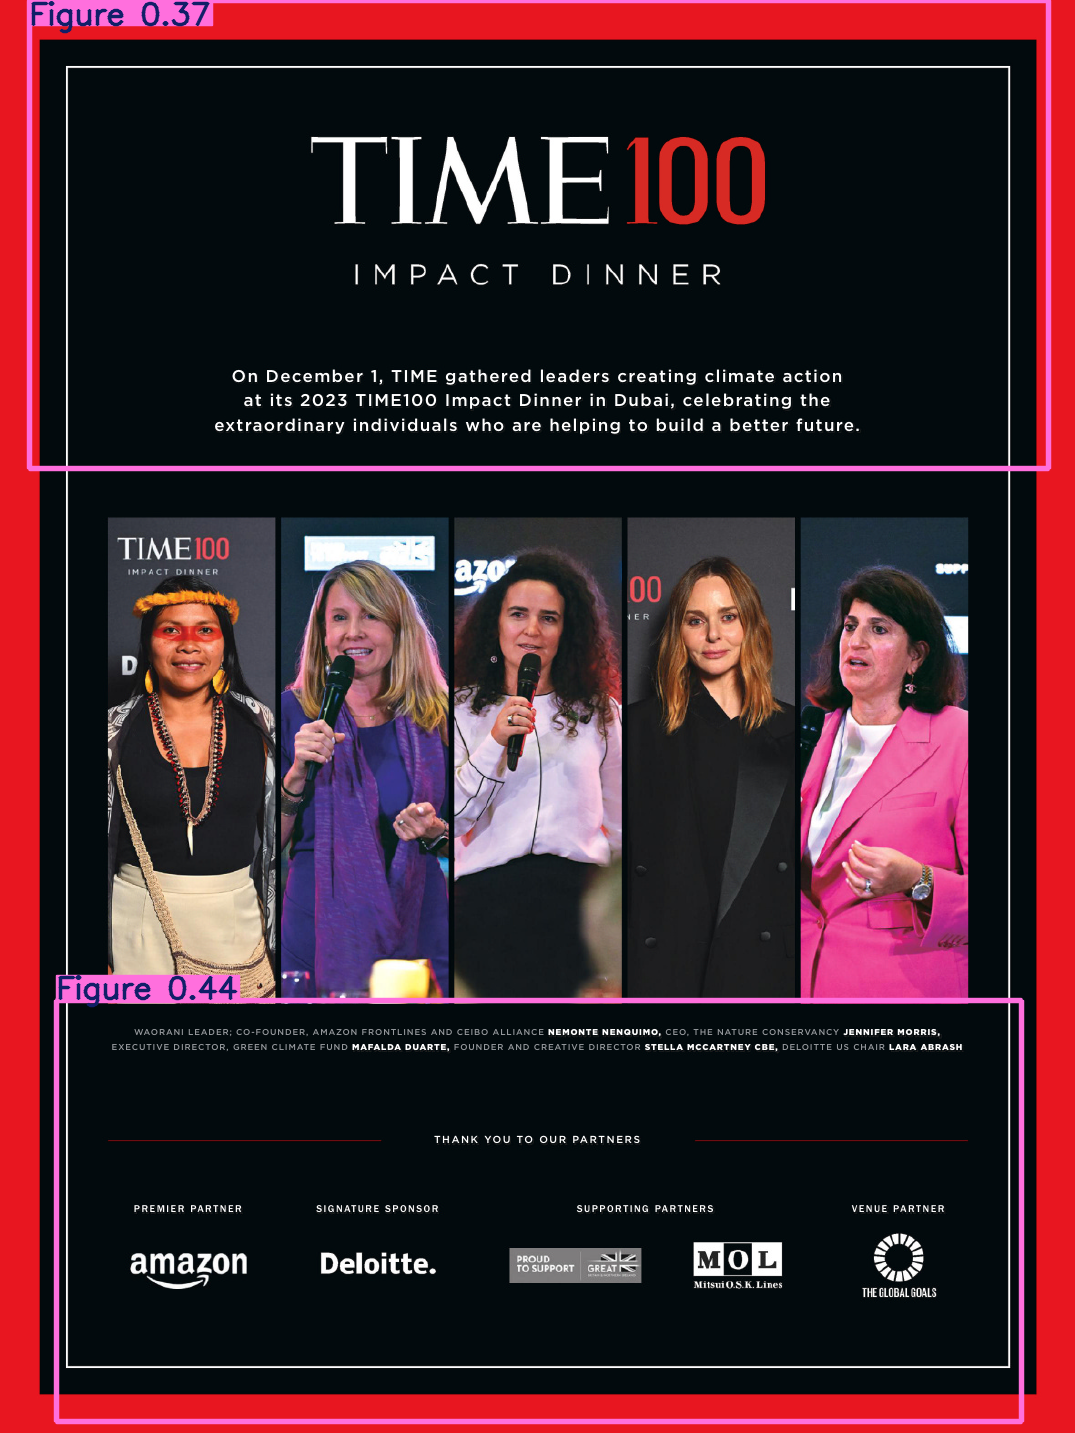 Figure 0.37
TIME100
IMPACT DINNER
On December 1, TIME gathered leaders creating climate action
at its 2023 TIME100 Impact Dinner in Dubai, celebrating the
extraordinary individuals who are helping to build a better future.
TIME100
IMPACT DINNER
D
azo
00
NER
SUPP
Figure 0.44
WAORANI LEADER; CO-FOUNDER, AMAZON FRONTLINES AND CEIBO ALLIANCE NEMONTE NENQUIMO, CEO, THE NATURE CONSERVANCY JENNIFER MORRIS,
EXECUTIVE DIRECTOR, GREEN CLIMATE FUND MAFALDA DUARTE, FOUNDER AND CREATIVE DIRECTOR STELLA MCCARTNEY CBE, DELOITTE US CHAIR LARA ABRASH
THANK YOU TO OUR PARTNERS
PREMIER PARTNER SIGNATURE SPONSOR SUPPORTING PARTNERS VENUE PARTNER
amazon Deloitte. PROUD TO SUPPORT GREAT MOL
Mitsui O.S.K. Lines
THE GLOBAL GOALS